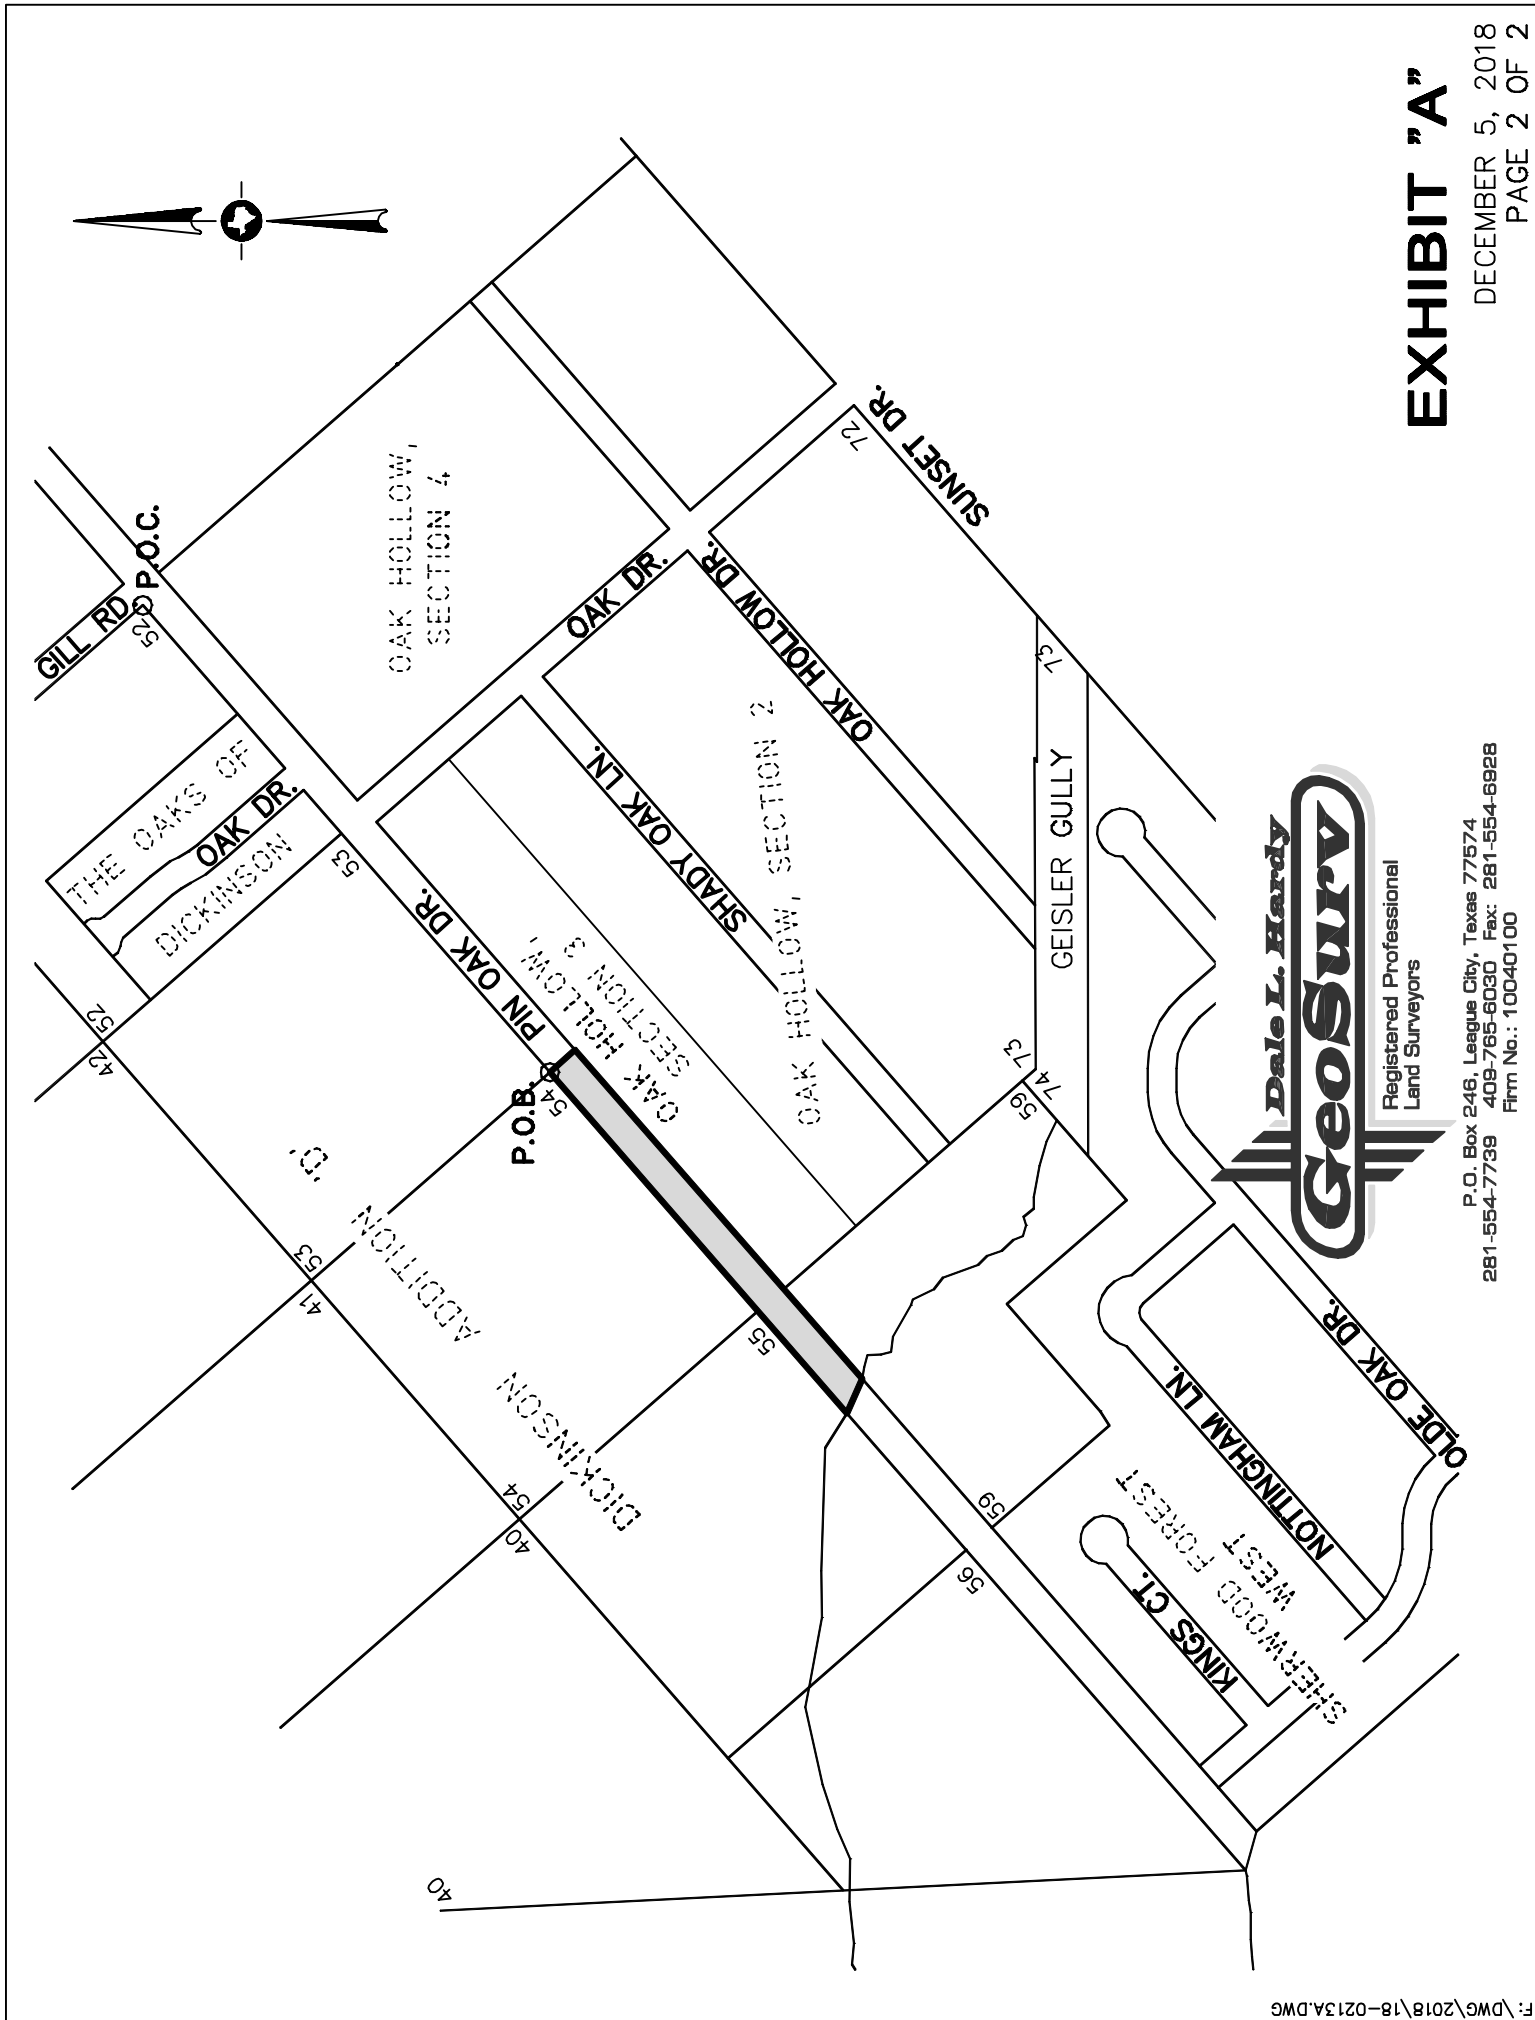 GILL RD.
P.O.C.
52
THE OAKS OF
DICKINSON
OAK DR.
53
52
42
OAK HOLLOW,
SECTION 4
OAK DR.
72
SUNSET DR.
OAK HOLLOW DR.
73
SHADY OAK LN.
OAK HOLLOW, SECTION 2
GEISLER GULLY
PIN OAK DR.
OAK HOLLOW,
SECTION 3
P.O.B.
54
73
74
59
53
41
DICKINSON ADDITION 'D'
55
54
40
59
56
40
SHERWOOD FOREST
WEST
KINGS CT.
NOTTINGHAM LN.
OLDE OAK DR.
Dale L. Hardy
GeoSurv
Registered Professional
Land Surveyors
P.O. Box 246, League City, Texas 77574
281-554-7739 409-765-6030 Fax: 281-554-6928
Firm No.: 10040100
EXHIBIT "A"
DECEMBER 5, 2018
PAGE 2 OF 2
F:\DWG\2018\18-0213A.DWG